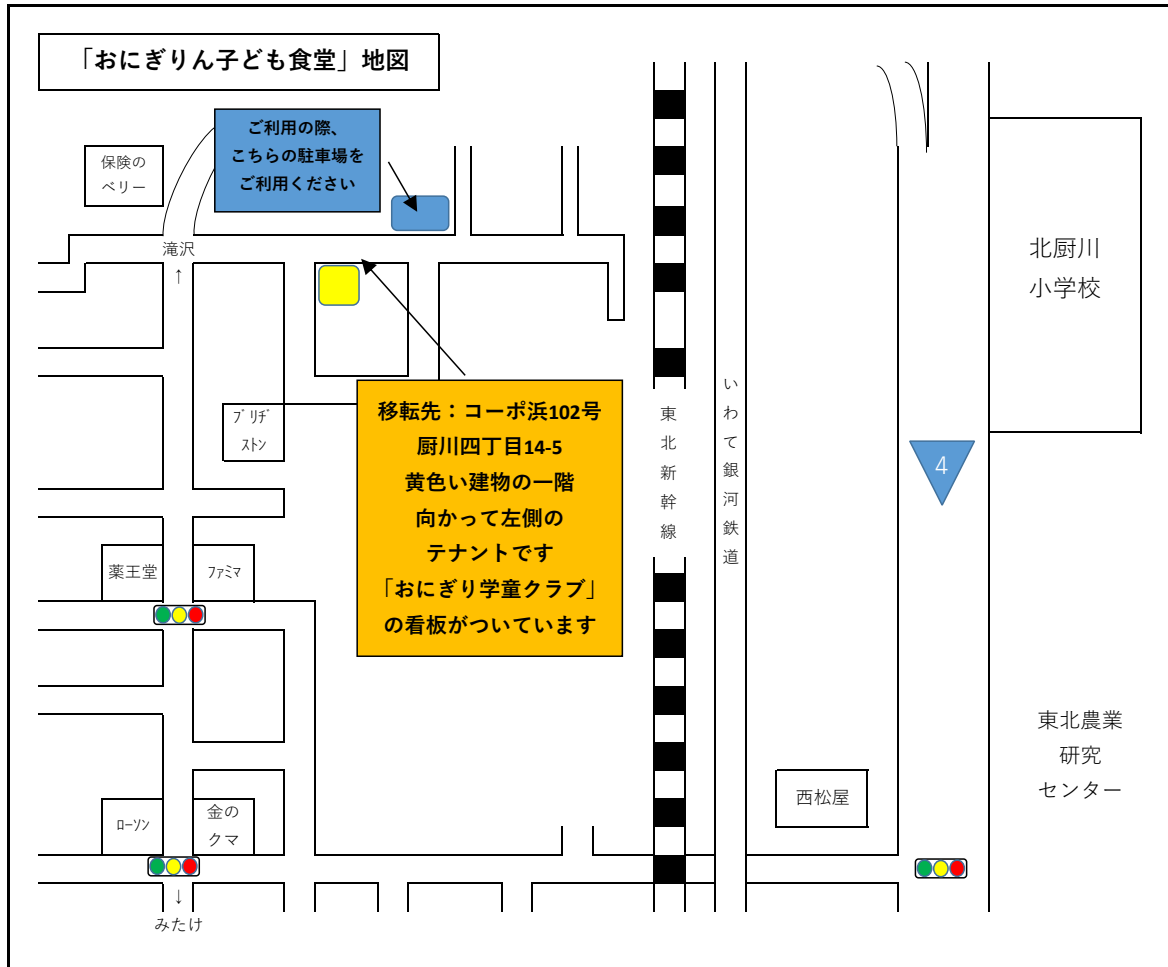 「おにぎりん子ども食堂」地図
ご利用の際、
こちらの駐車場を
ご利用ください
保険の
ベリー
滝沢
↑
北厨川
小学校
ﾌﾞﾘﾁﾞ
ｽﾄﾝ
移転先：コーポ浜102号
厨川四丁目14-5
黄色い建物の一階
向かって左側の
テナントです
「おにぎり学童クラブ」
の看板がついています
東北新幹線
いわて銀河鉄道
4
薬王堂
ﾌｧﾐﾏ
東北農業
研究
センター
西松屋
ﾛｰｿﾝ
金の
クマ
↓
みたけ